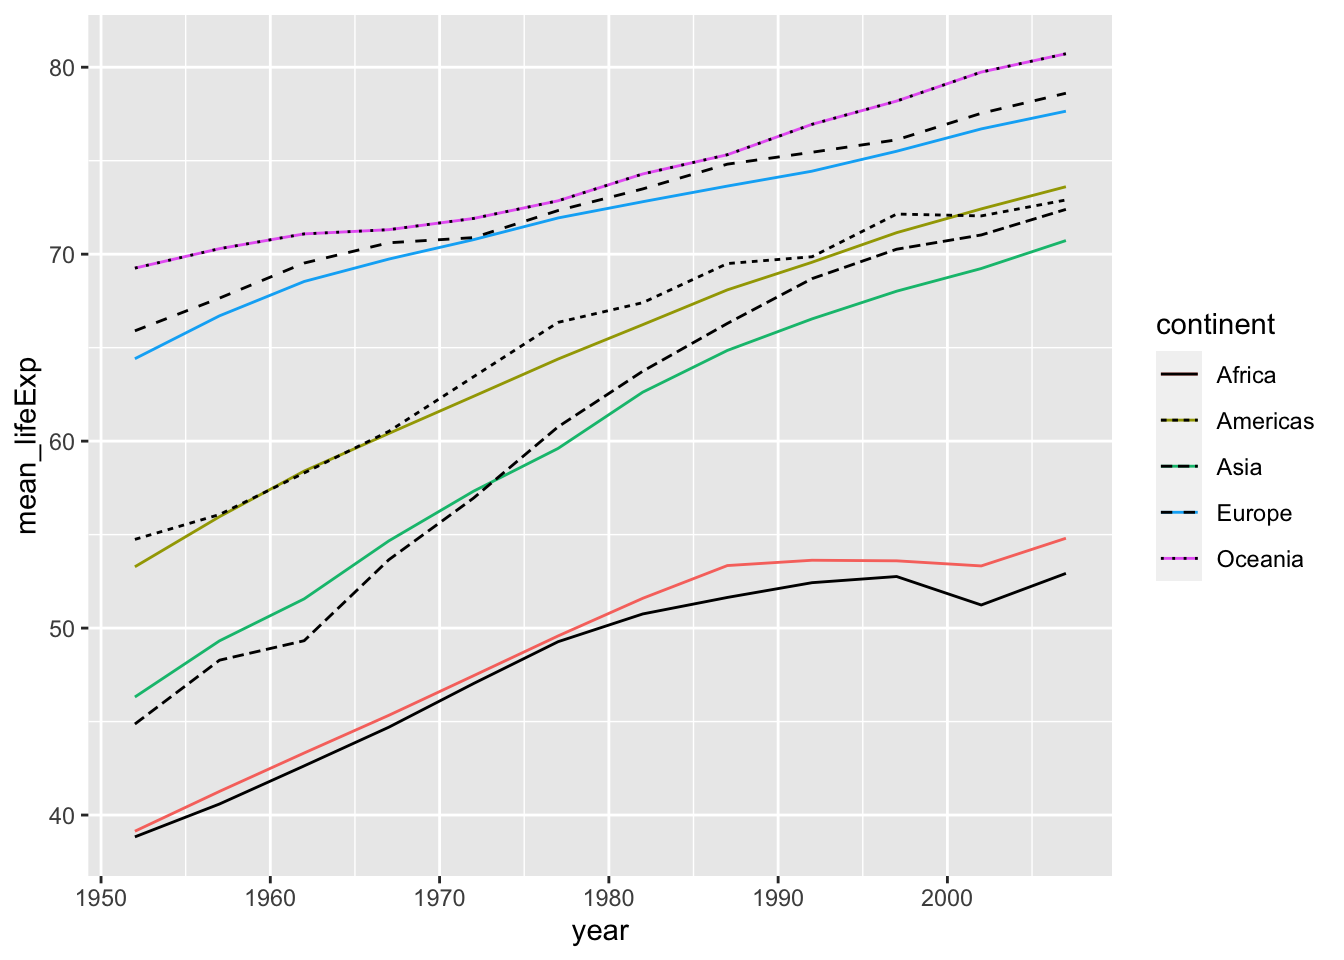 80
70
60
50
40
mean_lifeExp
1950 1960 1970 1980 1990 2000
year
continent
Africa
Americas
Asia
Europe
Oceania